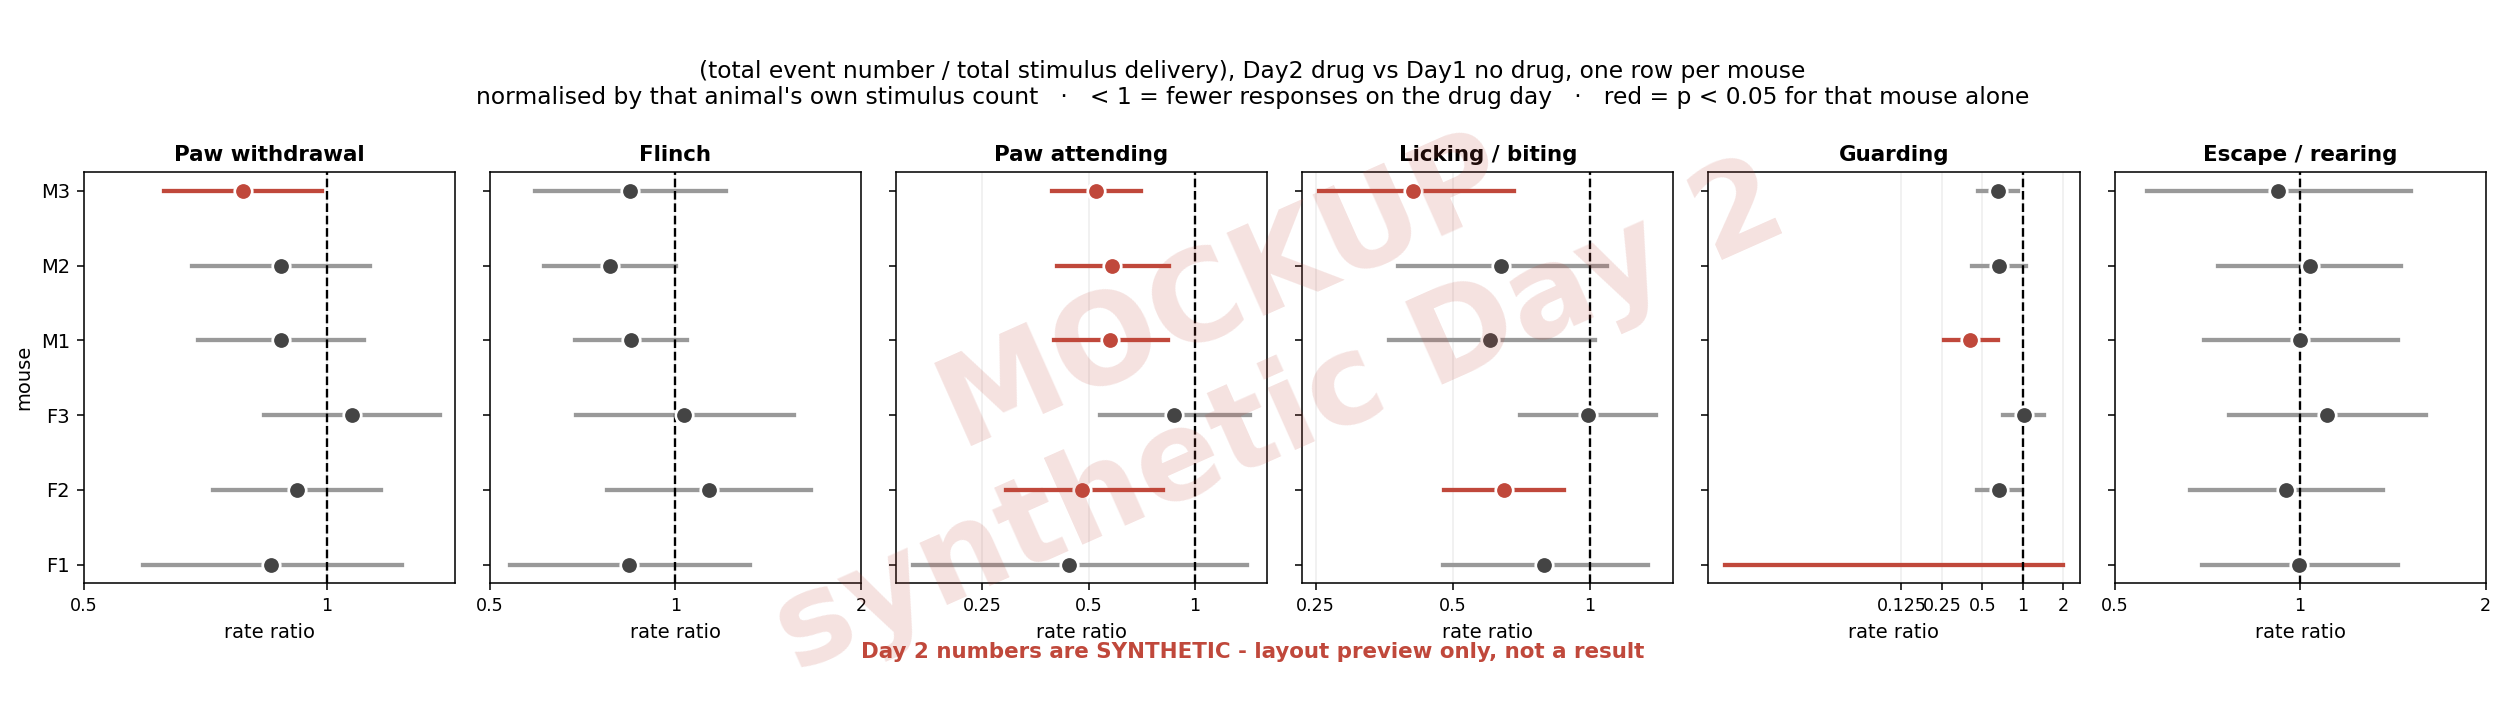 (total event number / total stimulus delivery), Day2 drug vs Day1 no drug, one row per mouse
normalised by that animal's own stimulus count · < 1 = fewer responses on the drug day · red = p < 0.05 for that mouse alone
Paw withdrawal Flinch Paw attending Licking / biting Guarding Escape / rearing
M3
M2
M1
F3
F2
F1
mouse
MOCKUP
synthetic Day 2
0.5 1 0.5 1 2 0.25 0.5 1 0.25 0.5 1 0.125 0.25 0.5 1 2 0.5 1 2
rate ratio rate ratio rate ratio rate ratio rate ratio rate ratio
Day 2 numbers are SYNTHETIC - layout preview only, not a result